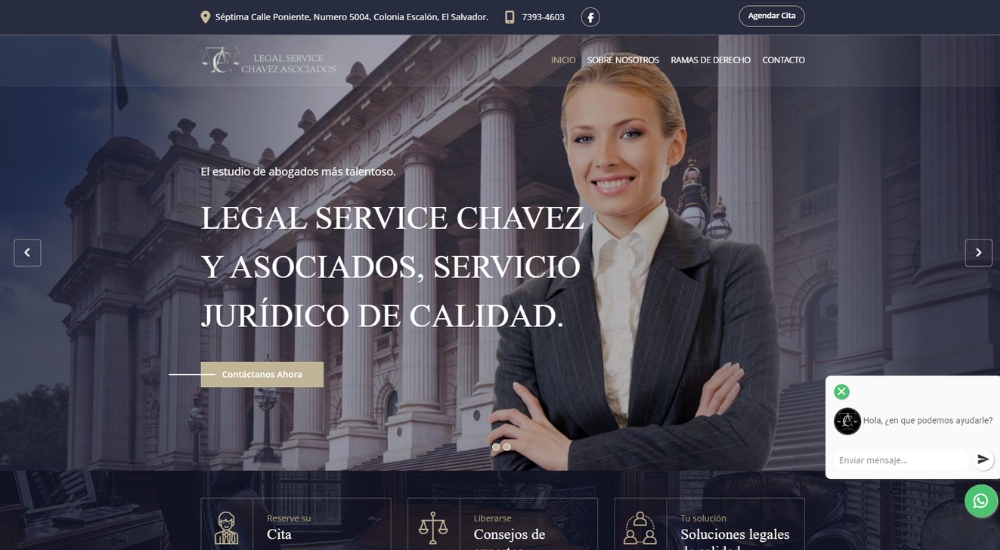 Séptima Calle Poniente, Numero 5004, Colonia Escalón, El Salvador.
7393-4603
Agendar Cita
LEGAL SERVICE
CHAVEZ ASOCIADOS
INICIO
SOBRE NOSOTROS
RAMAS DE DERECHO
CONTACTO
El estudio de abogados más talentoso.
LEGAL SERVICE CHAVEZ
Y ASOCIADOS, SERVICIO
JURÍDICO DE CALIDAD.
Contáctanos Ahora
Hola, ¿en que podemos ayudarle?
Enviar mensaje...
Reserve su
Cita
Liberarse
Consejos de
Tu solución
Soluciones legales